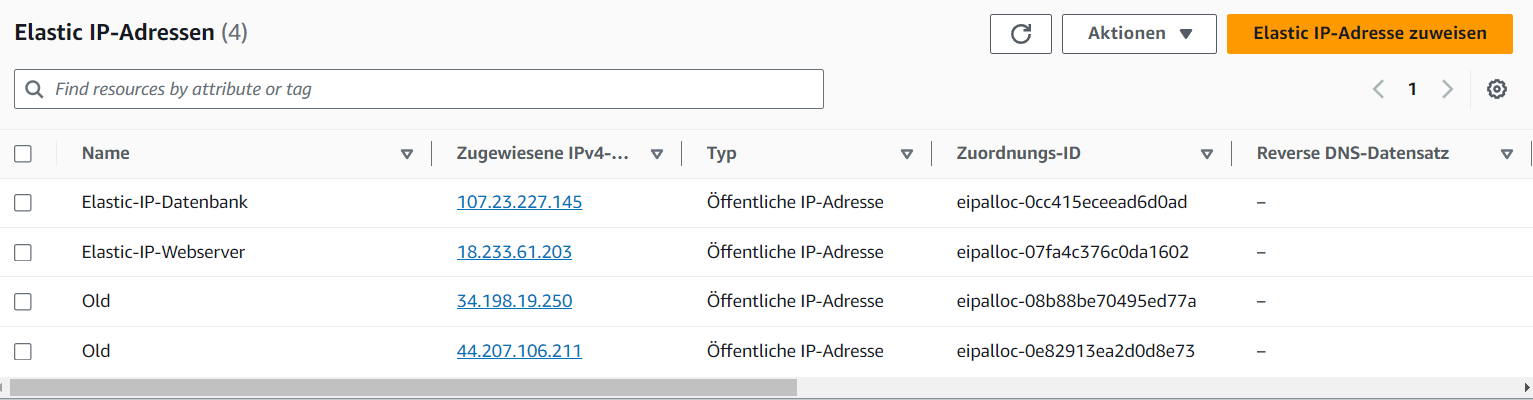 Elastic IP-Adressen (4)
Aktionen
Elastic IP-Adresse zuweisen
Find resources by attribute or tag
1
Name Zugewiesene IPv4-... Typ Zuordnungs-ID Reverse DNS-Datensatz
Elastic-IP-Datenbank 107.23.227.145 Öffentliche IP-Adresse eipalloc-0cc415eceead6d0ad –
Elastic-IP-Webserver 18.233.61.203 Öffentliche IP-Adresse eipalloc-07fa4c376c0da1602 –
Old 34.198.19.250 Öffentliche IP-Adresse eipalloc-08b88be70495ed77a –
Old 44.207.106.211 Öffentliche IP-Adresse eipalloc-0e82913ea2d0d8e73 –